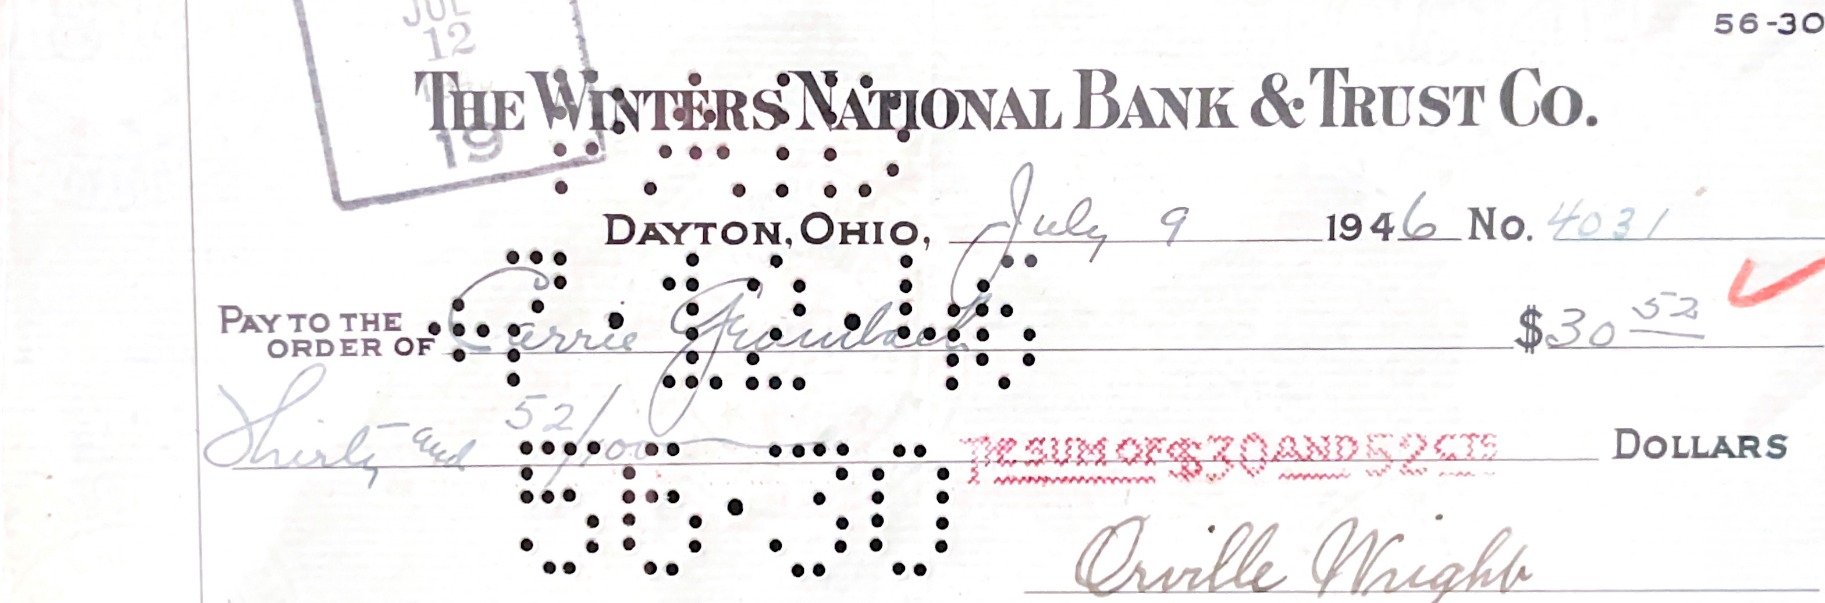 JUL
12
19
56-30
THE WINTERS NATIONAL BANK & TRUST CO.
DAYTON, OHIO, July 9 1946 No. 4031
PAY TO THE
ORDER OF Carrie Grumbach $30 52
Thirty and 52/100 THE SUM OF $30 AND 52 CTS DOLLARS
56-30
Orville Wright